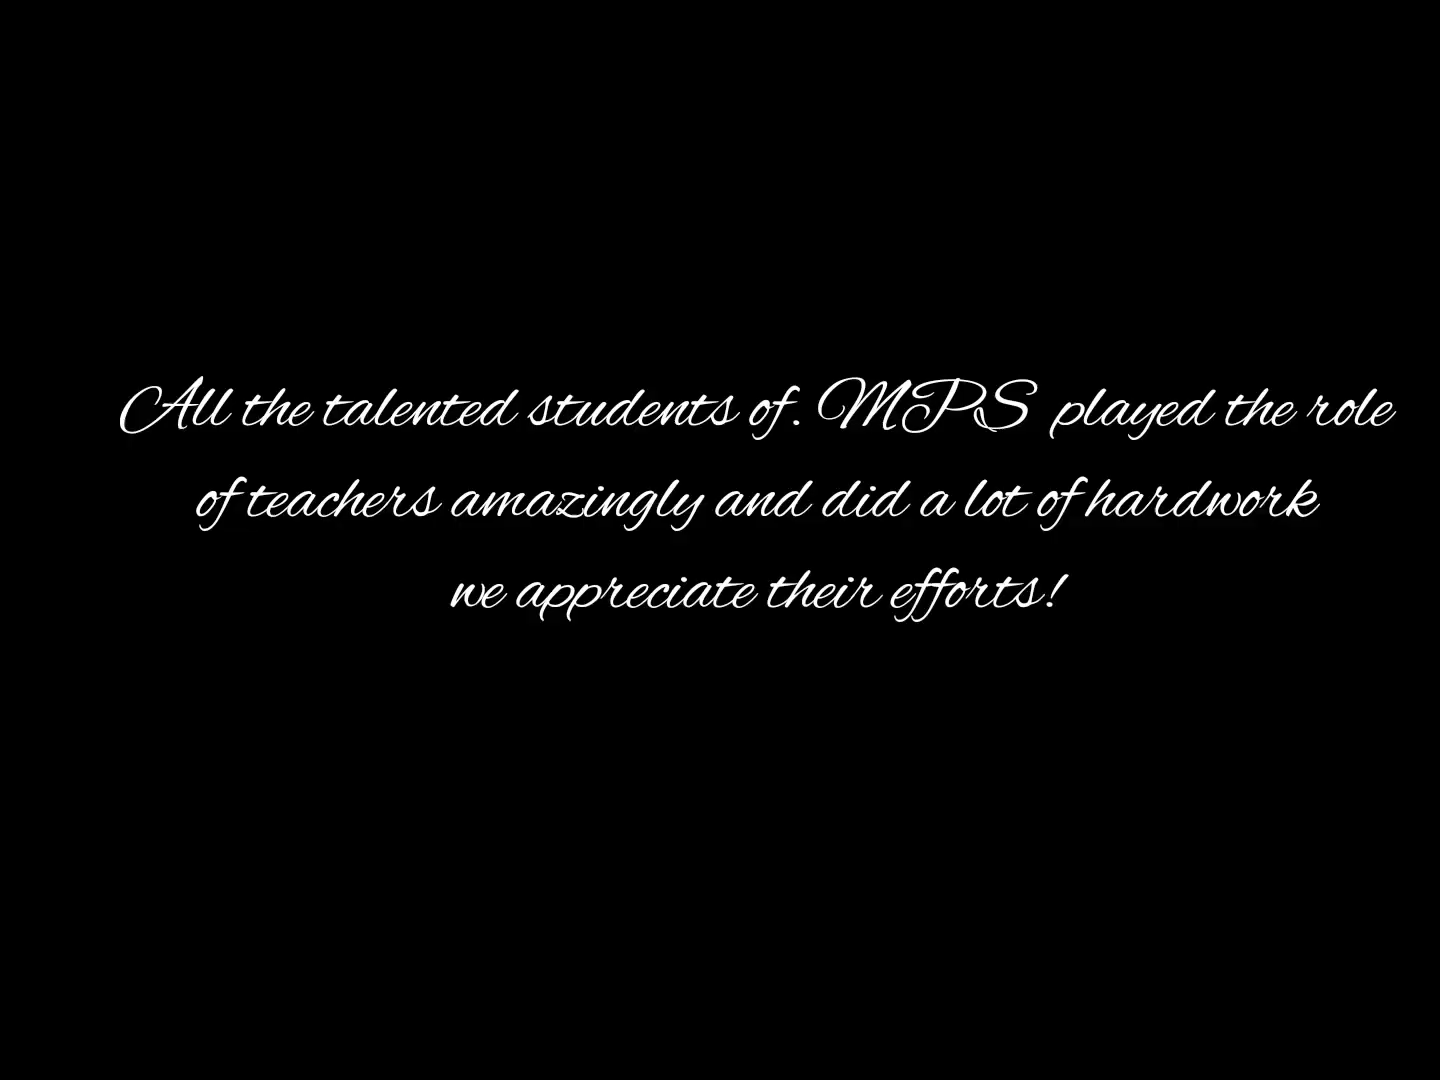 All the talented students of. MPS played the role
of teachers amazingly and did a lot of hardwork
we appreciate their efforts!